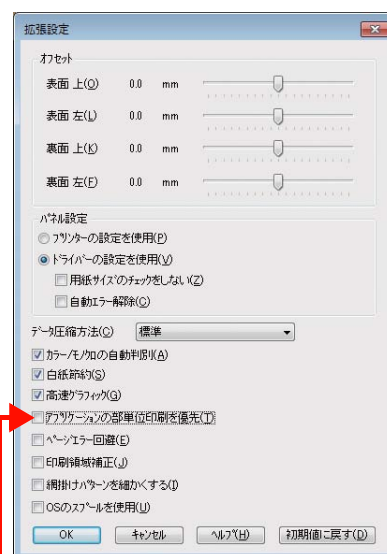 拡張設定
オフセット
表面 上(O) 0.0 mm
表面 左(L) 0.0 mm
裏面 上(K) 0.0 mm
裏面 左(F) 0.0 mm
パネル設定
プリンターの設定を使用(P)
ドライバーの設定を使用(V)
用紙サイズのチェックをしない(Z)
自動エラー解除(C)
データ圧縮方法(C) 標準
カラー/モノクロの自動判別(A)
白紙節約(S)
高速グラフィック(G)
アプリケーションの部単位印刷を優先(T)
ページエラー回避(E)
印刷領域補正(J)
網掛けパターンを細かくする(I)
OSのスプールを使用(U)
OK キャンセル ヘルプ(H) 初期値に戻す(D)